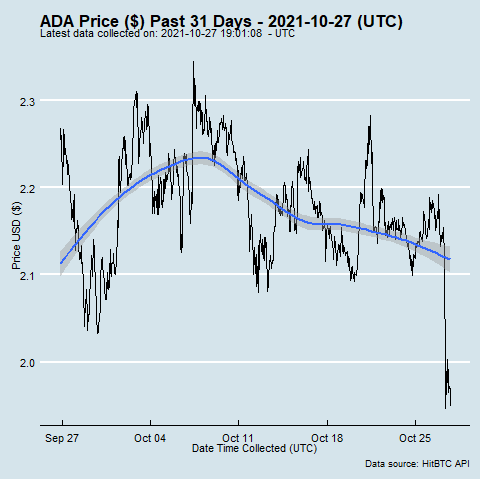 ADA Price ($) Past 31 Days - 2021-10-27 (UTC)
Latest data collected on: 2021-10-27 19:01:08  - UTC
2.3
2.2
2.1
2.0
Price USD ($)
Sep 27 Oct 04 Oct 11 Oct 18 Oct 25
Date Time Collected (UTC)
Data source: HitBTC API